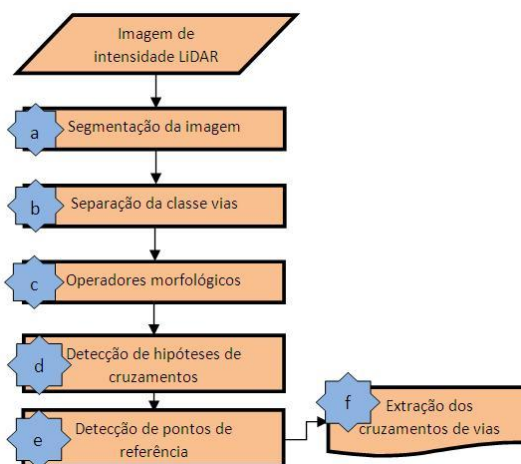 Imagem de
intensidade LiDAR
a
Segmentação da imagem
b
Separação da classe vias
c
Operadores morfológicos
d
Detecção de hipóteses de
cruzamentos
e
Detecção de pontos de
referência
f
Extração dos
cruzamentos de vias